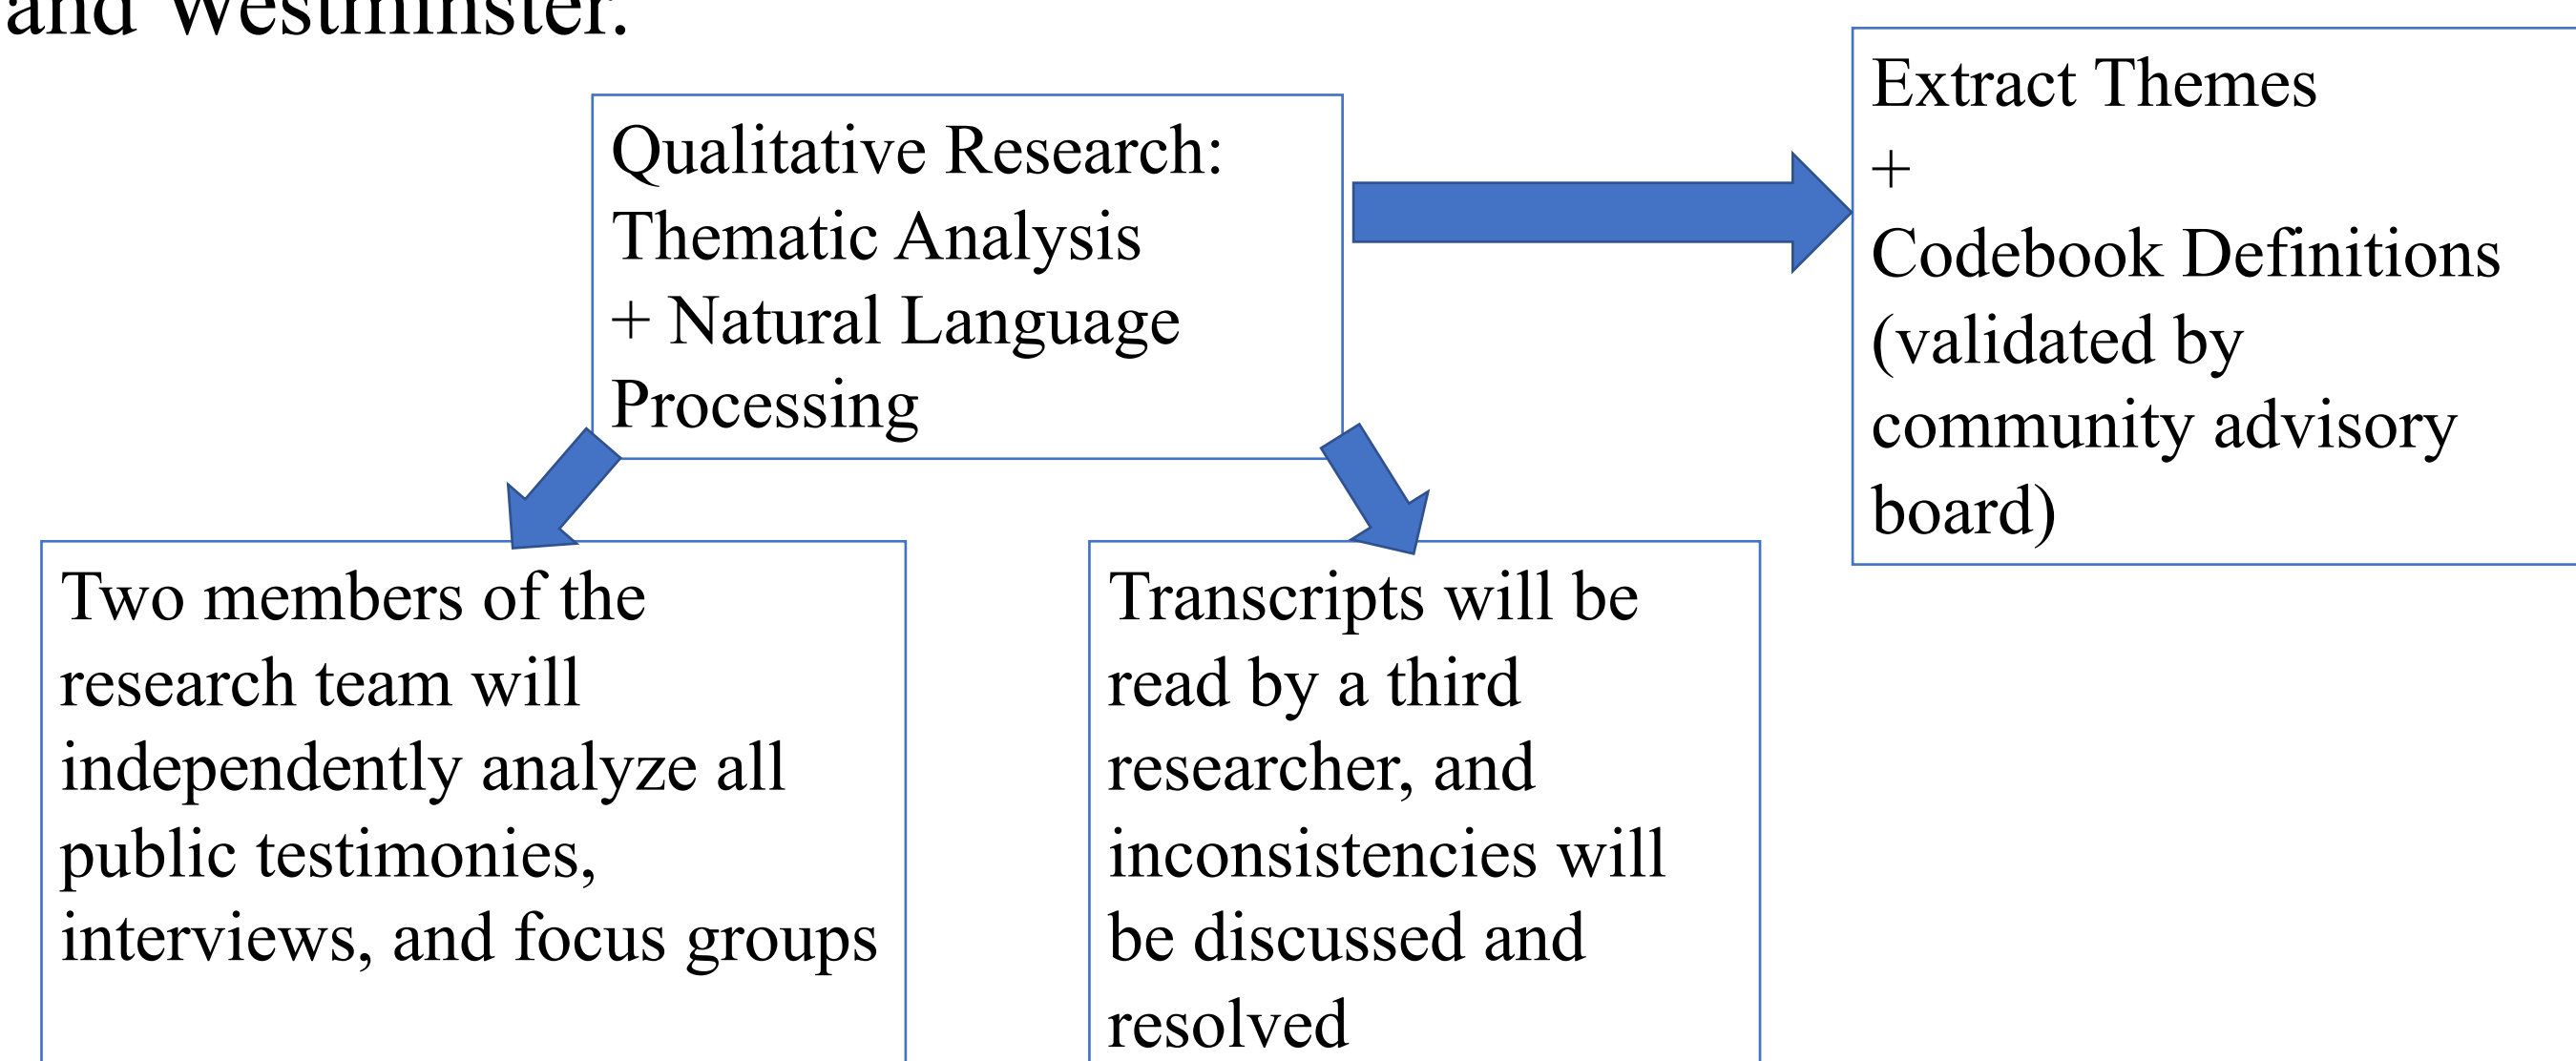 and Westminster.
Qualitative Research:
Thematic Analysis
+ Natural Language
Processing
Extract Themes
+
Codebook Definitions
(validated by
community advisory
board)
Two members of the
research team will
independently analyze all
public testimonies,
interviews, and focus groups
Transcripts will be
read by a third
researcher, and
inconsistencies will
be discussed and
resolved